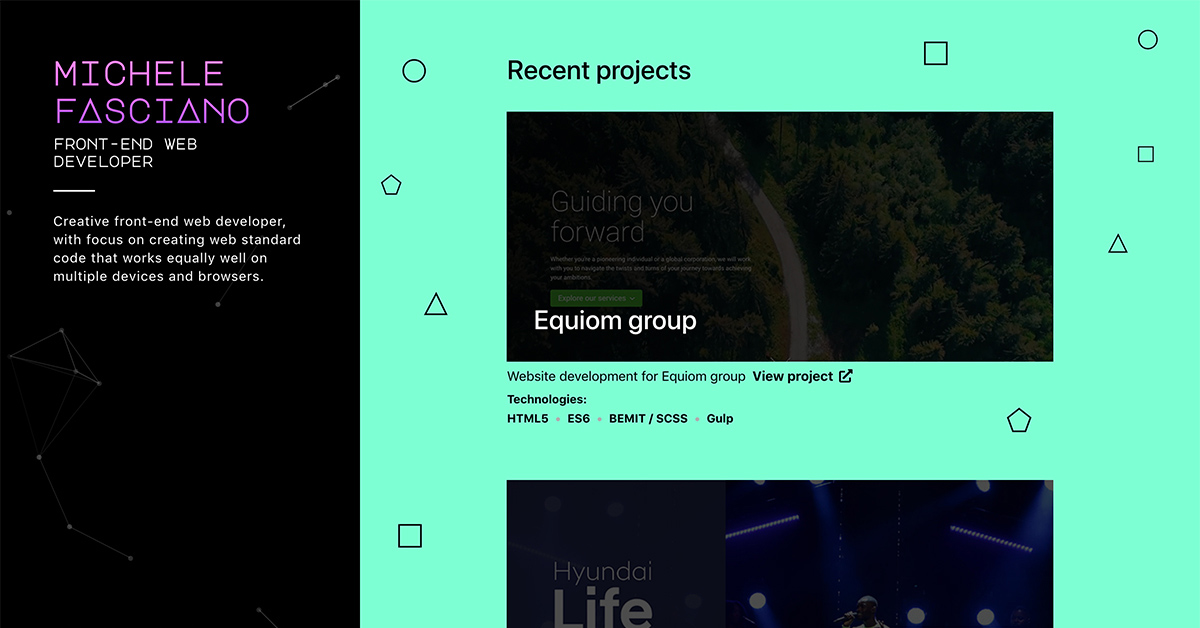 MICHELE
FASCIANO
FRONT-END WEB
DEVELOPER
Creative front-end web developer,
with focus on creating web standard
code that works equally well on
multiple devices and browsers.
Recent projects
Guiding you
forward
Whether you're a pioneering individual or a global corporation, we will work
with you to navigate the twists and turns of your journey towards achieving
your ambitions.
Explore our services
Equiom group
Website development for Equiom group View project
Technologies:
HTML5 • ES6 • BEMIT / SCSS • Gulp
Hyundai
Life